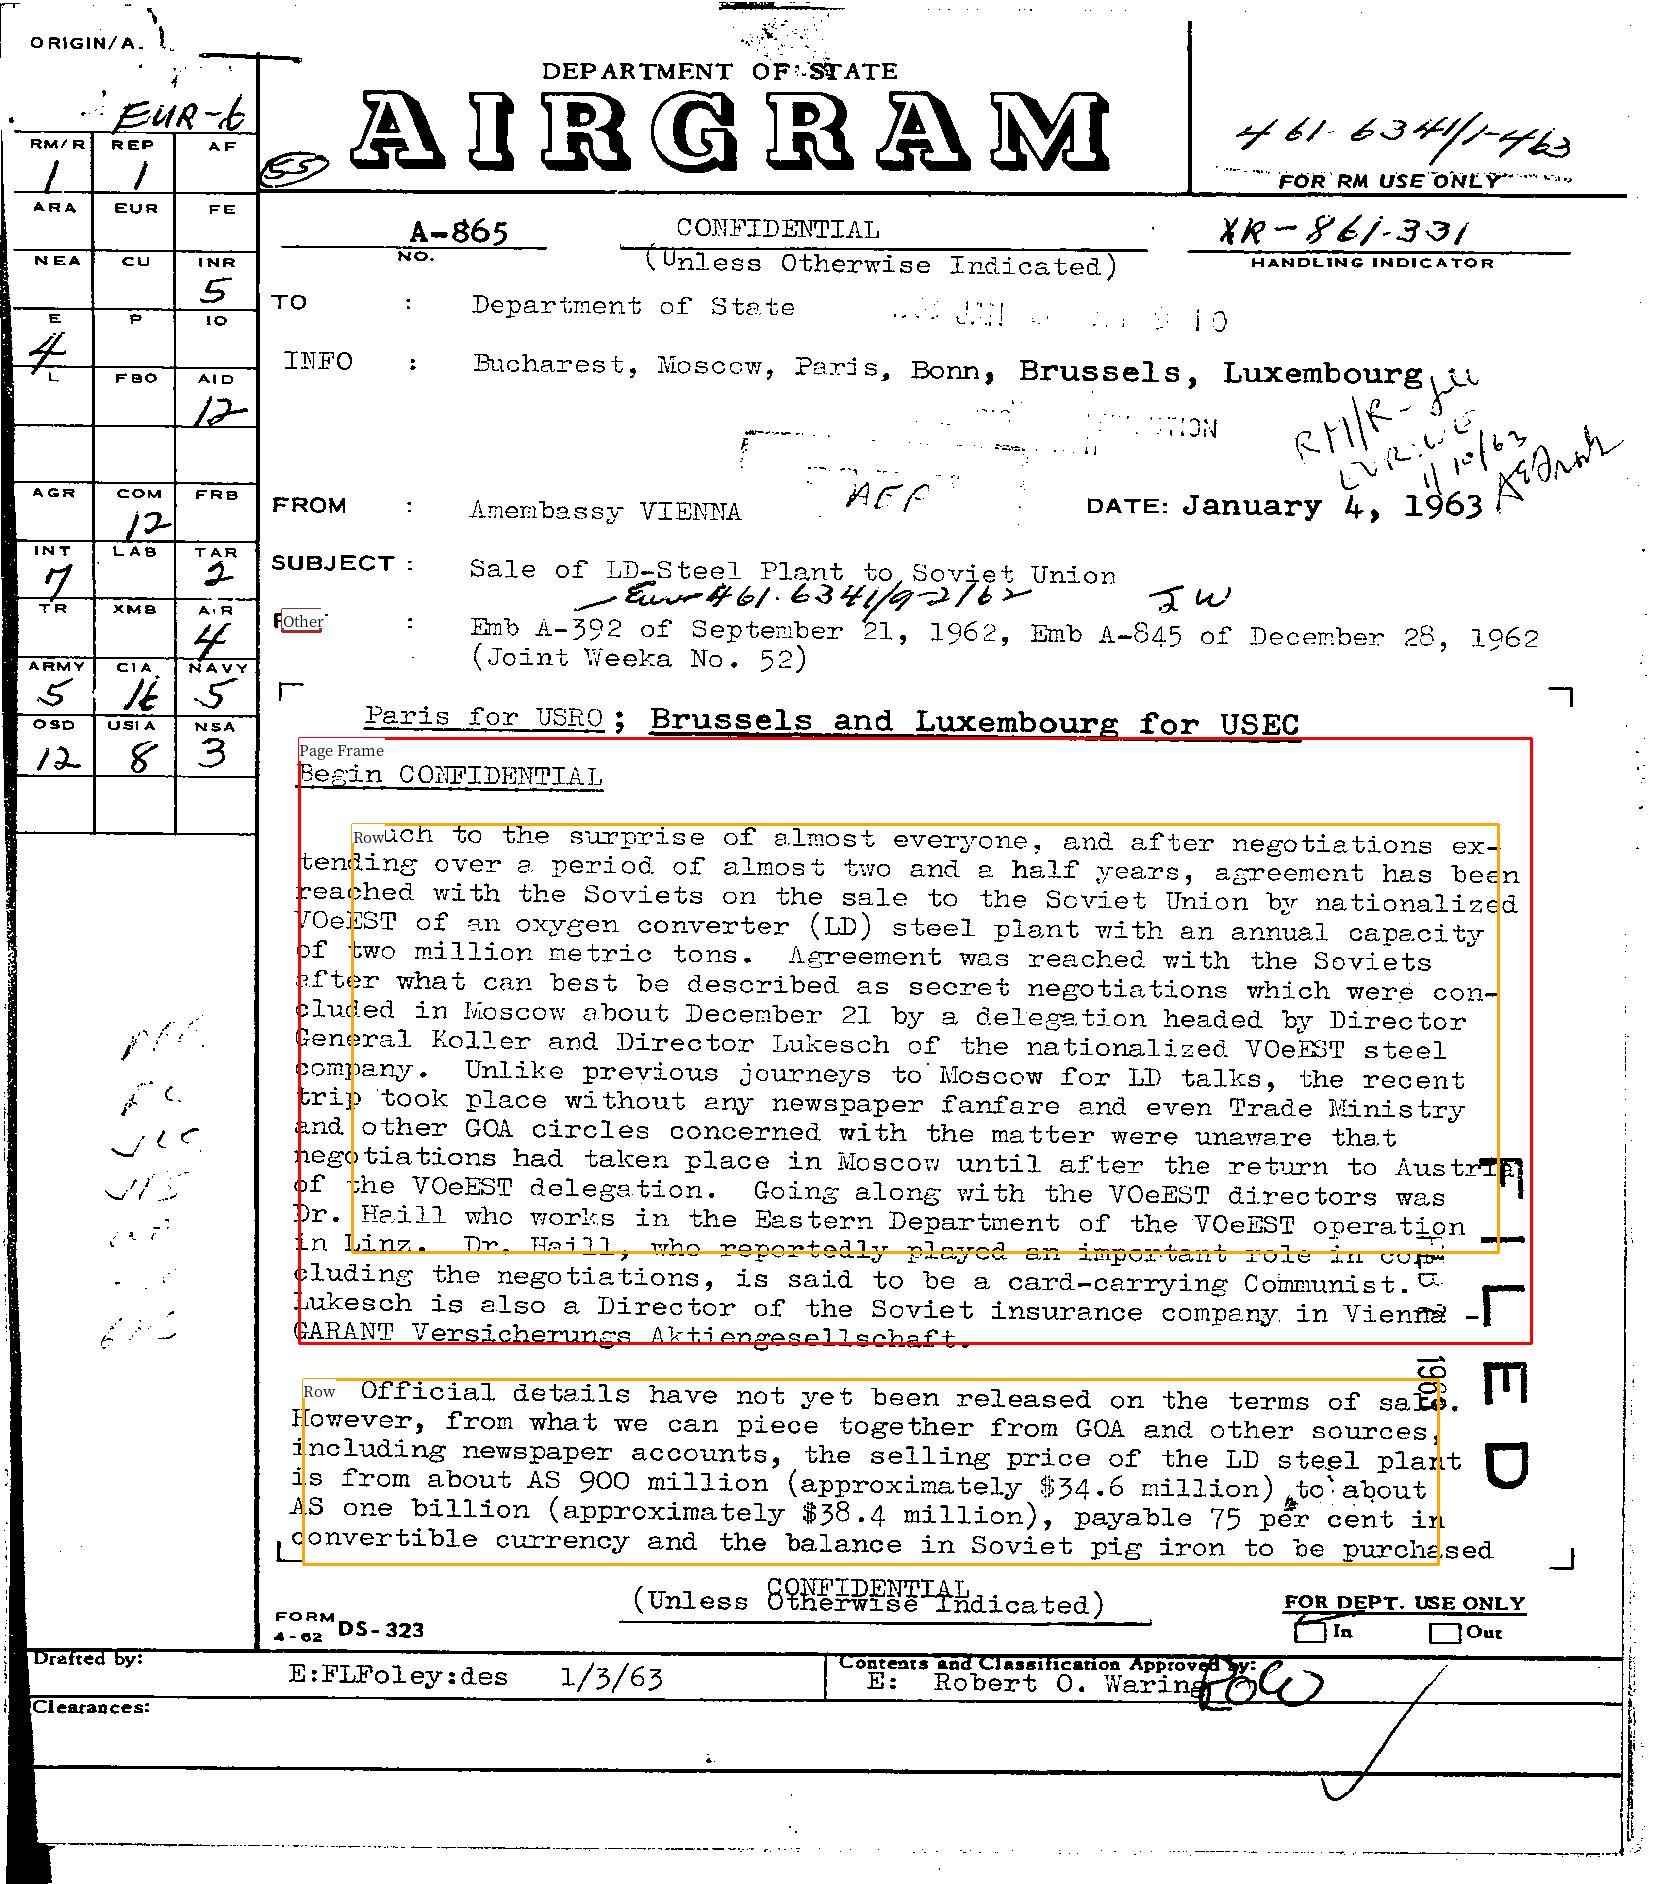 ORIGIN/A.
EUR-6
DEPARTMENT OF STATE
AIRGRAM
461.6341/1-463
FOR RM USE ONLY
RM/R REP AF
1 1
55
ARA EUR FE
NEA CU INR
5
E P IO
4
L FBO AID
12
AGR COM FRB
12
INT LAB TAR
7 2
TR XMB AIR
4
ARMY CIA NAVY
5 16 5
OSD USIA NSA
12 8 3
A-865 CONFIDENTIAL XR-861.331
NO. (Unless Otherwise Indicated) HANDLING INDICATOR
TO : Department of State JAN 9 10
INFO : Bucharest, Moscow, Paris, Bonn, Brussels, Luxembourg
RM/R-
1/10/63
FROM : Amembassy VIENNA DATE: January 4, 1963
SUBJECT : Sale of LD-Steel Plant to Soviet Union
461.6341/9-2162
Other : Emb A-392 of September 21, 1962, Emb A-845 of December 28, 1962
(Joint Weeka No. 52)
Paris for USRO; Brussels and Luxembourg for USEC
Page Frame
Begin CONFIDENTIAL
Row uch to the surprise of almost everyone, and after negotiations ex-
tending over a period of almost two and a half years, agreement has been
reached with the Soviets on the sale to the Soviet Union by nationalized
VOeEST of an oxygen converter (LD) steel plant with an annual capacity
of two million metric tons. Agreement was reached with the Soviets
after what can best be described as secret negotiations which were con-
cluded in Moscow about December 21 by a delegation headed by Director
General Koller and Director Lukesch of the nationalized VOeEST steel
company. Unlike previous journeys to Moscow for LD talks, the recent
trip took place without any newspaper fanfare and even Trade Ministry
and other GOA circles concerned with the matter were unaware that
negotiations had taken place in Moscow until after the return to Austria
of the VOeEST delegation. Going along with the VOeEST directors was
Dr. Haill who works in the Eastern Department of the VOeEST operation
in Linz. Dr. Haill, who reportedly played an important role in con-
cluding the negotiations, is said to be a card-carrying Communist.
Lukesch is also a Director of the Soviet insurance company in Vienna -
GARANT Versicherungs Aktiengesellschaft.
FILED
196
Row Official details have not yet been released on the terms of sale.
However, from what we can piece together from GOA and other sources,
including newspaper accounts, the selling price of the LD steel plant
is from about AS 900 million (approximately $34.6 million) to about
AS one billion (approximately $38.4 million), payable 75 per cent in
convertible currency and the balance in Soviet pig iron to be purchased
CONFIDENTIAL
(Unless Otherwise Indicated)
FORM
4-62 DS-323
FOR DEPT. USE ONLY
In Out
Drafted by: E:FLFoley:des 1/3/63
Contents and Classification Approved by:
E: Robert O. Waring ROW
Clearances: